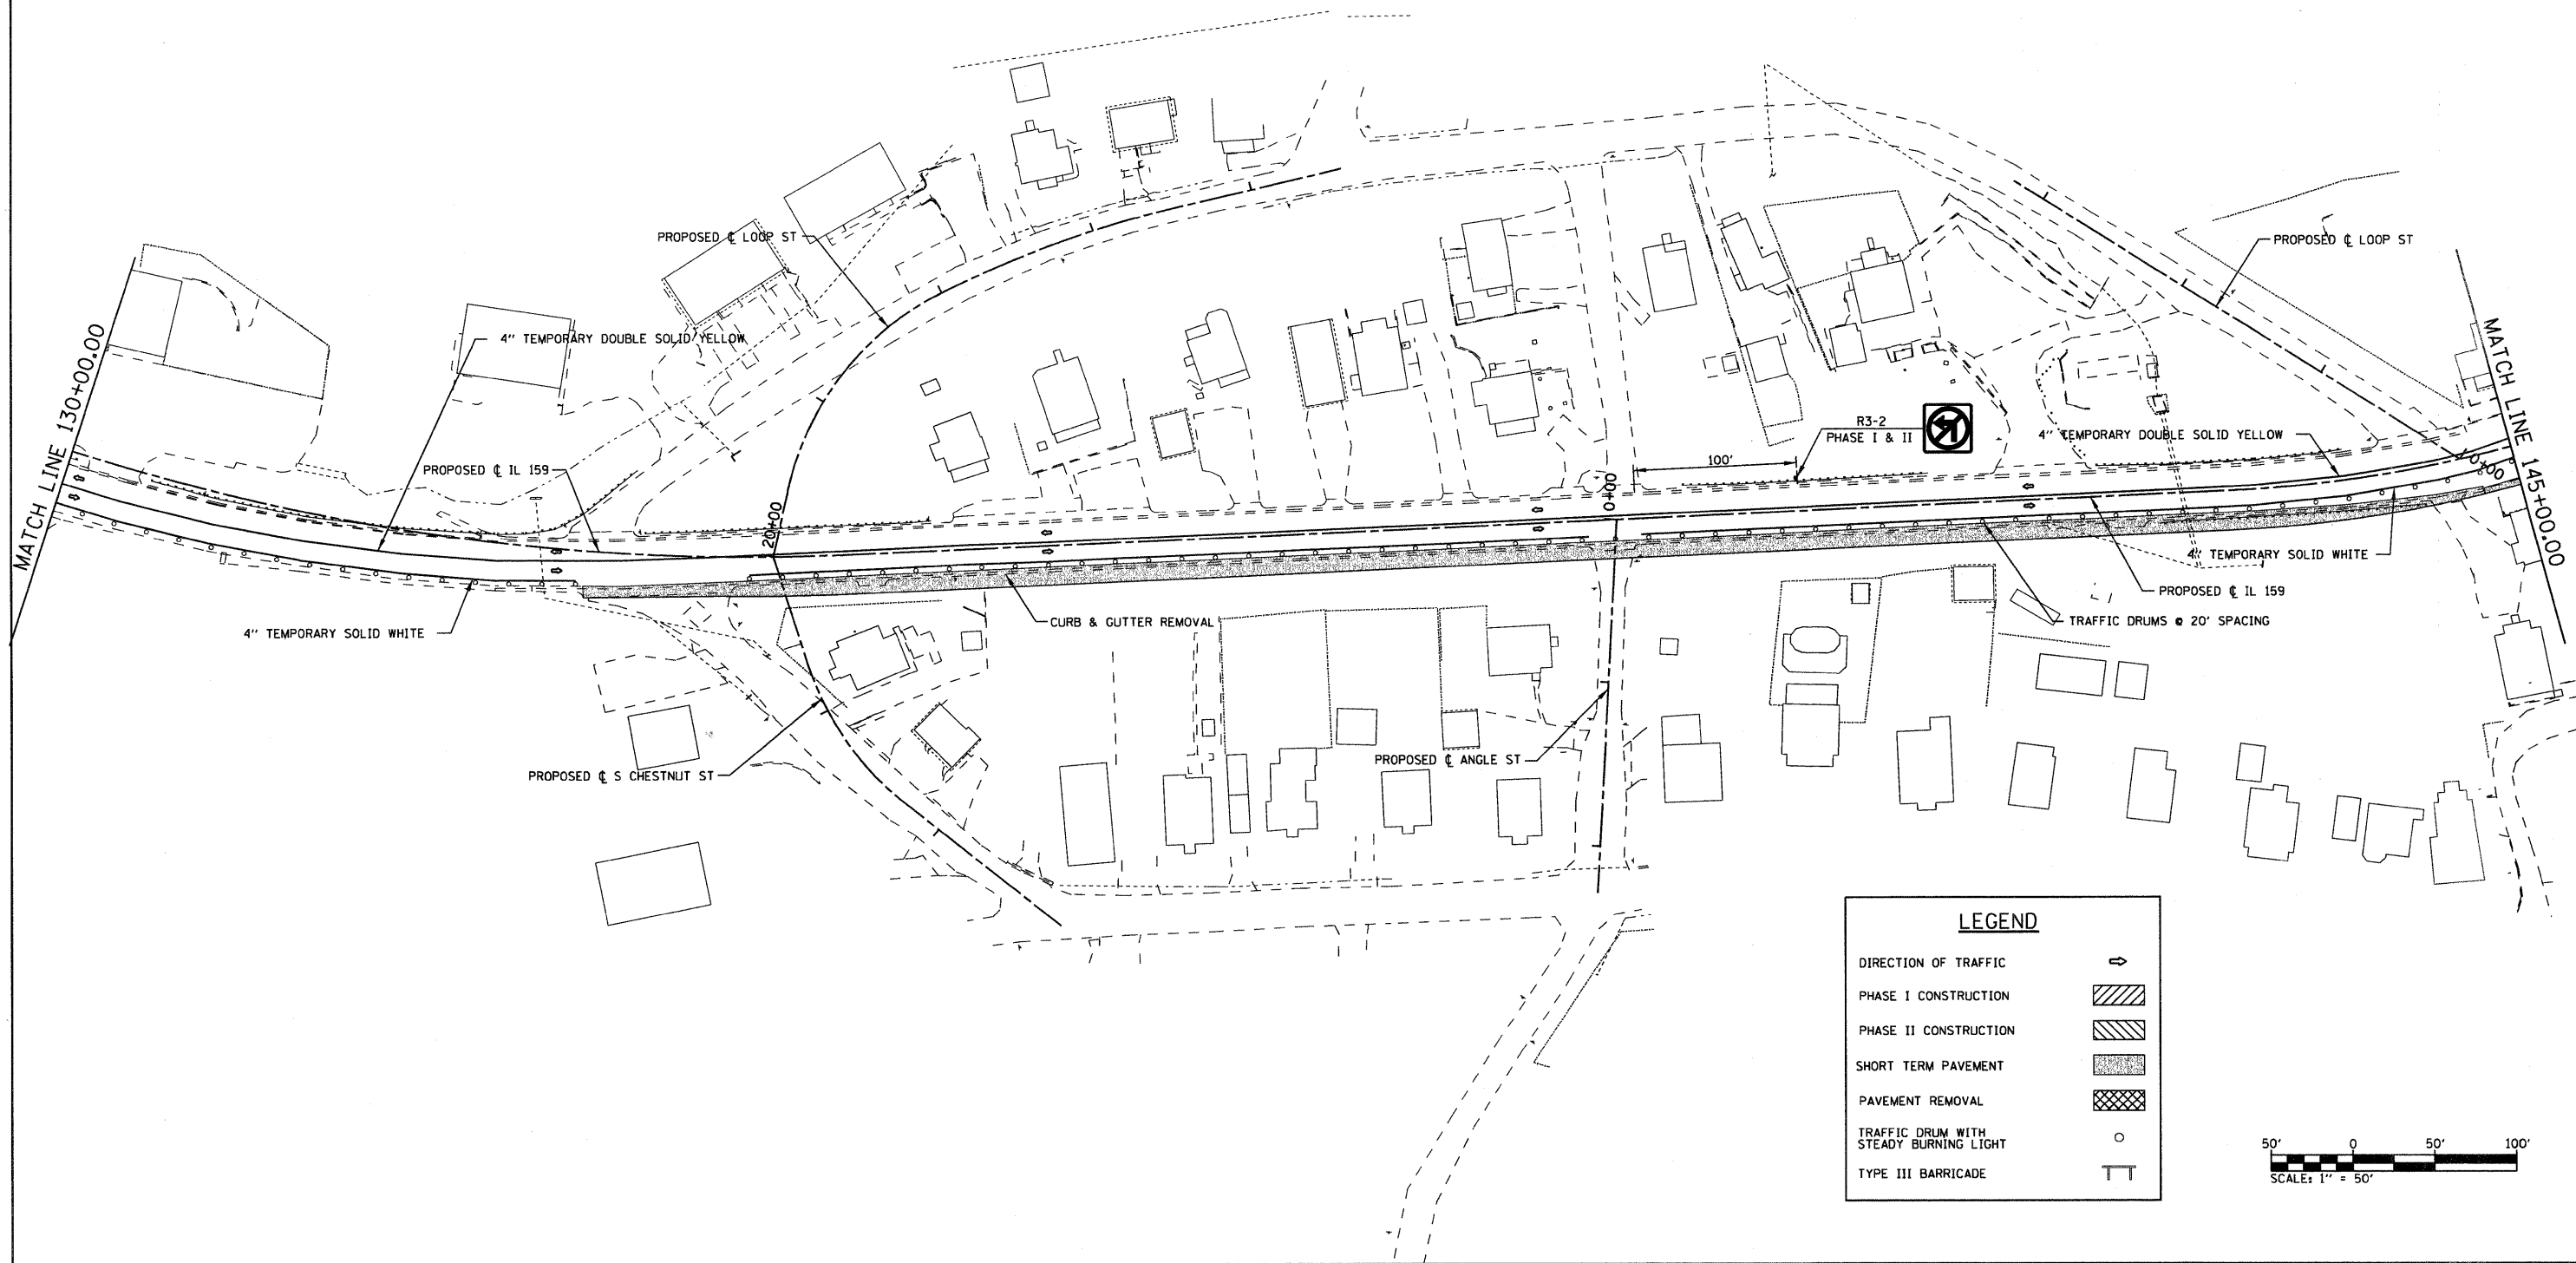 PROPOSED ℄ LOOP ST
PROPOSED ℄ LOOP ST
MATCH LINE 130+00.00
4" TEMPORARY DOUBLE SOLID YELLOW
PROPOSED ℄ IL 159
20+00
4" TEMPORARY SOLID WHITE
CURB & GUTTER REMOVAL
PROPOSED ℄ S CHESTNUT ST
PROPOSED ℄ ANGLE ST
0+00
100'
R3-2
PHASE I & II
4" TEMPORARY DOUBLE SOLID YELLOW
MATCH LINE 145+00.00
4" TEMPORARY SOLID WHITE
PROPOSED ℄ IL 159
TRAFFIC DRUMS @ 20' SPACING
LEGEND
DIRECTION OF TRAFFIC
PHASE I CONSTRUCTION
PHASE II CONSTRUCTION
SHORT TERM PAVEMENT
PAVEMENT REMOVAL
TRAFFIC DRUM WITH
STEADY BURNING LIGHT
TYPE III BARRICADE
50' 0 50' 100'
SCALE: 1" = 50'